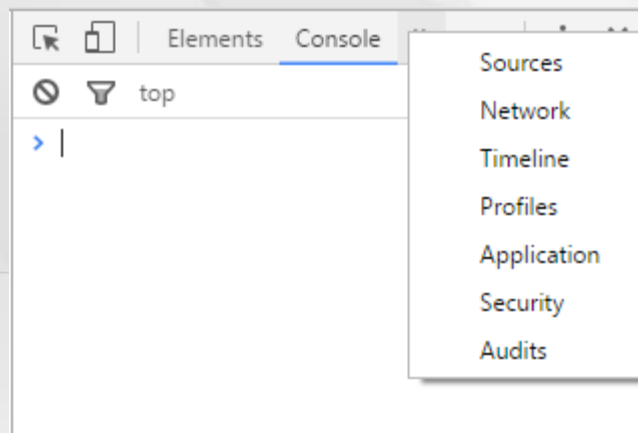 Elements Console
top
>
Sources
Network
Timeline
Profiles
Application
Security
Audits